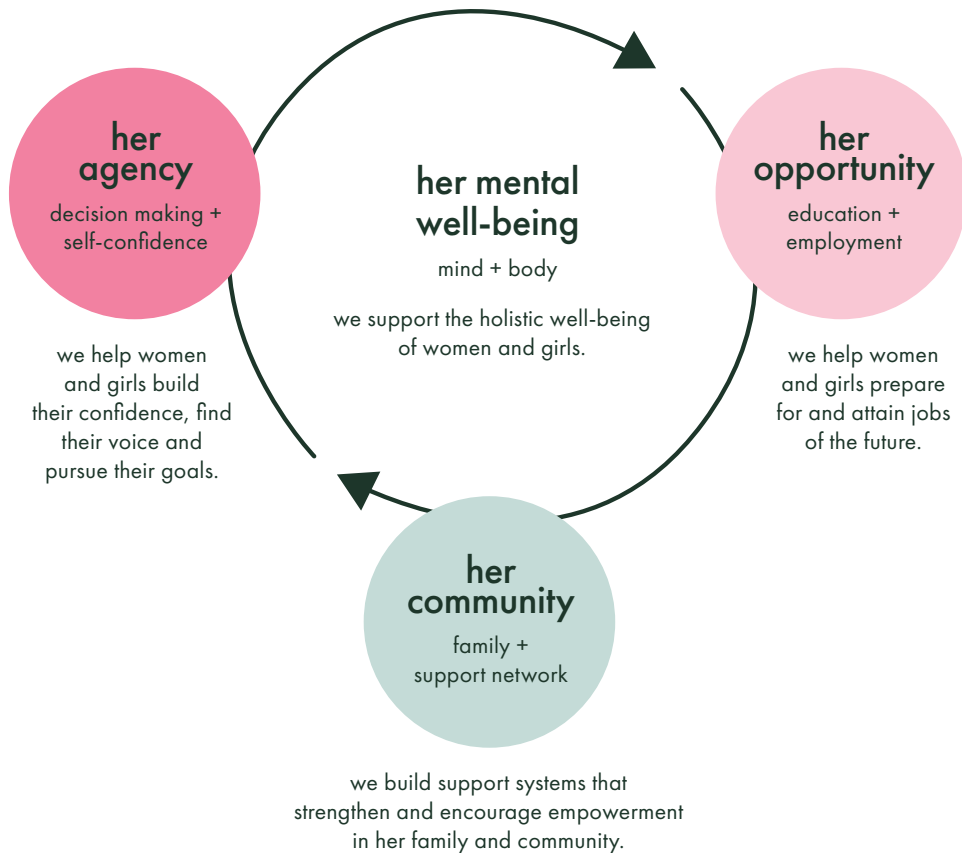 her
agency
decision making +
self-confidence
we help women
and girls build
their confidence, find
their voice and
pursue their goals.
her mental
well-being
mind + body
we support the holistic well-being
of women and girls.
her
opportunity
education +
employment
we help women
and girls prepare
for and attain jobs
of the future.
her
community
family +
support network
we build support systems that
strengthen and encourage empowerment
in her family and community.